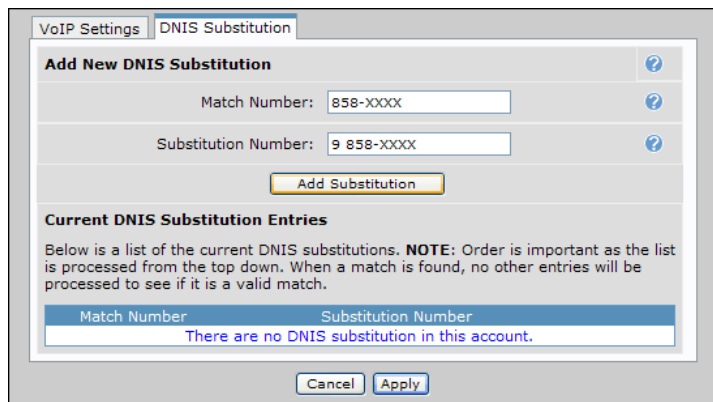 VoIP Settings DNIS Substitution
Add New DNIS Substitution ?
Match Number: 858-XXXX ?
Substitution Number: 9 858-XXXX ?
Add Substitution
Current DNIS Substitution Entries
Below is a list of the current DNIS substitutions. NOTE: Order is important as the list
is processed from the top down. When a match is found, no other entries will be
processed to see if it is a valid match.
Match Number Substitution Number
There are no DNIS substitution in this account.
Cancel Apply